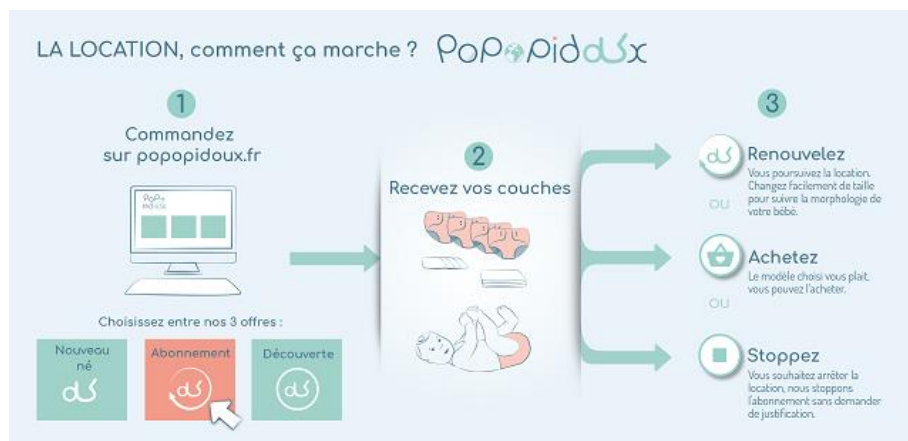 LA LOCATION, comment ça marche ? PoPoPidoux
1
Commandez
sur popopidoux.fr
Choisissez entre nos 3 offres :
Nouveau
né
Abonnement
Découverte
2
Recevez vos couches
3
Renouvelez
Vous poursuivez la location.
Changez facilement de taille
pour suivre la morphologie de
votre bébé.
OU
Achetez
Le modèle choisi vous plait,
vous pouvez l'acheter.
OU
Stoppez
Vous souhaitez arrêter la
location, nous stoppons
l'abonnement sans demander
de justification.